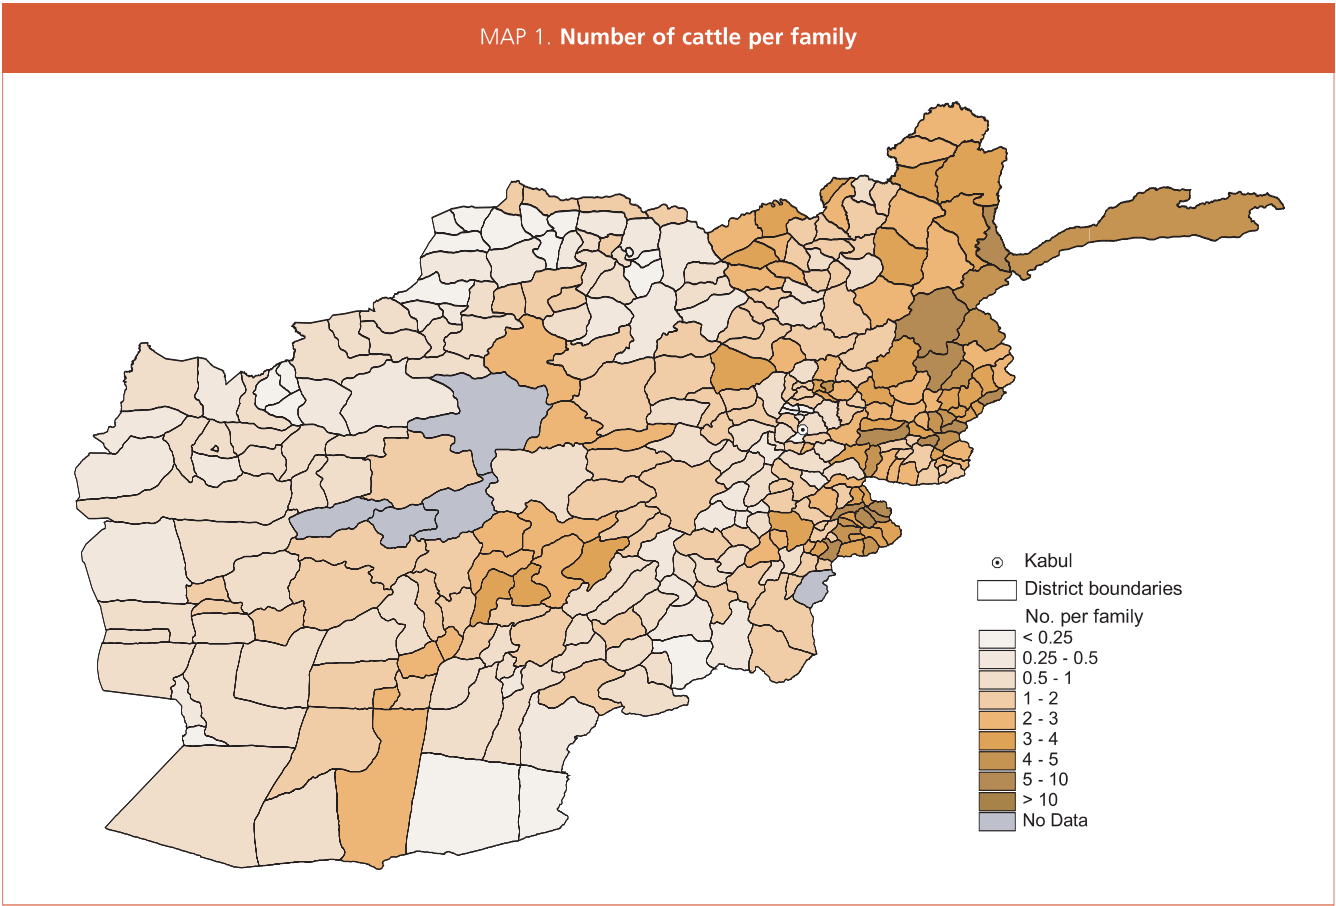 MAP 1. Number of cattle per family
Kabul
District boundaries
No. per family
< 0.25
0.25 - 0.5
0.5 - 1
1 - 2
2 - 3
3 - 4
4 - 5
5 - 10
> 10
No Data